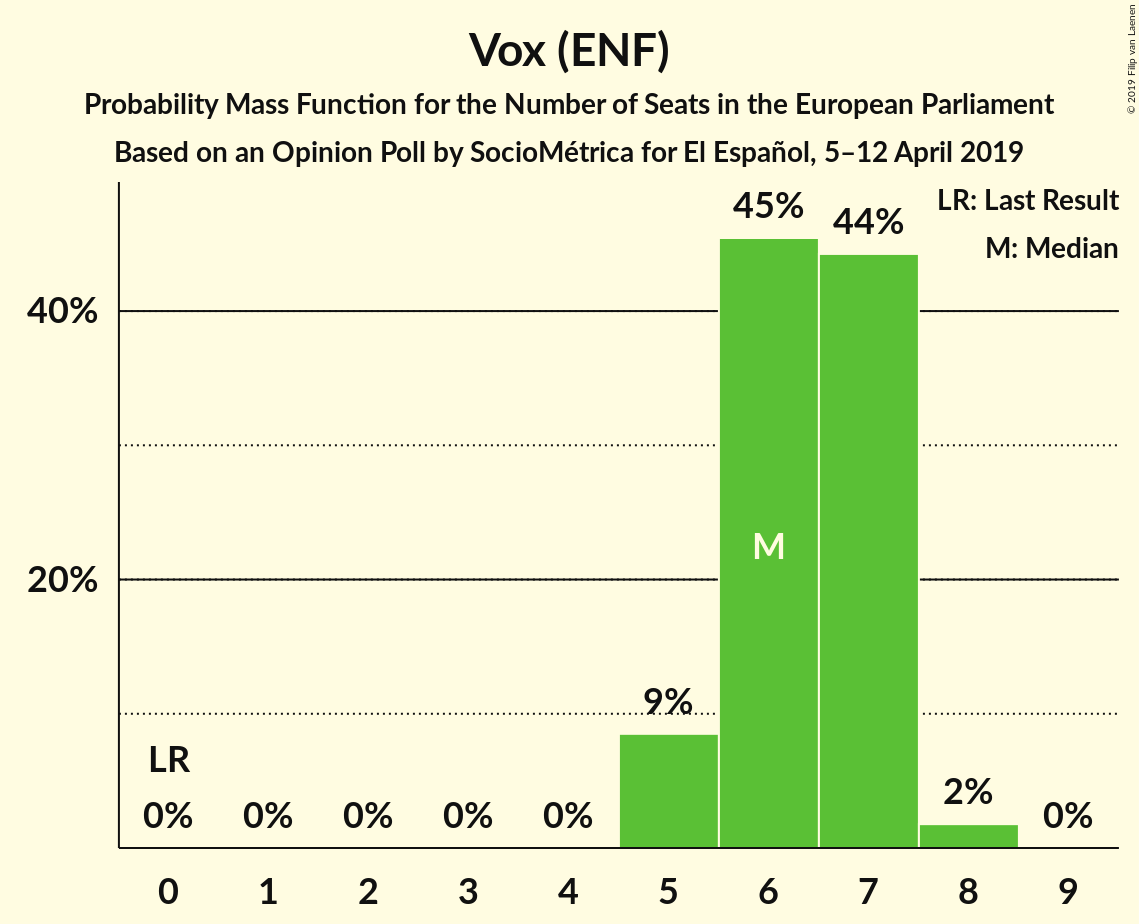 Vox (ENF)
Probability Mass Function for the Number of Seats in the European Parliament
Based on an Opinion Poll by SocioMétrica for El Español, 5–12 April 2019
© 2019 Filip van Laenen
LR: Last Result
M: Median
45%
44%
40%
M
20%
9%
LR
2%
0%
0%
0%
0%
0%
0%
0 1 2 3 4 5 6 7 8 9